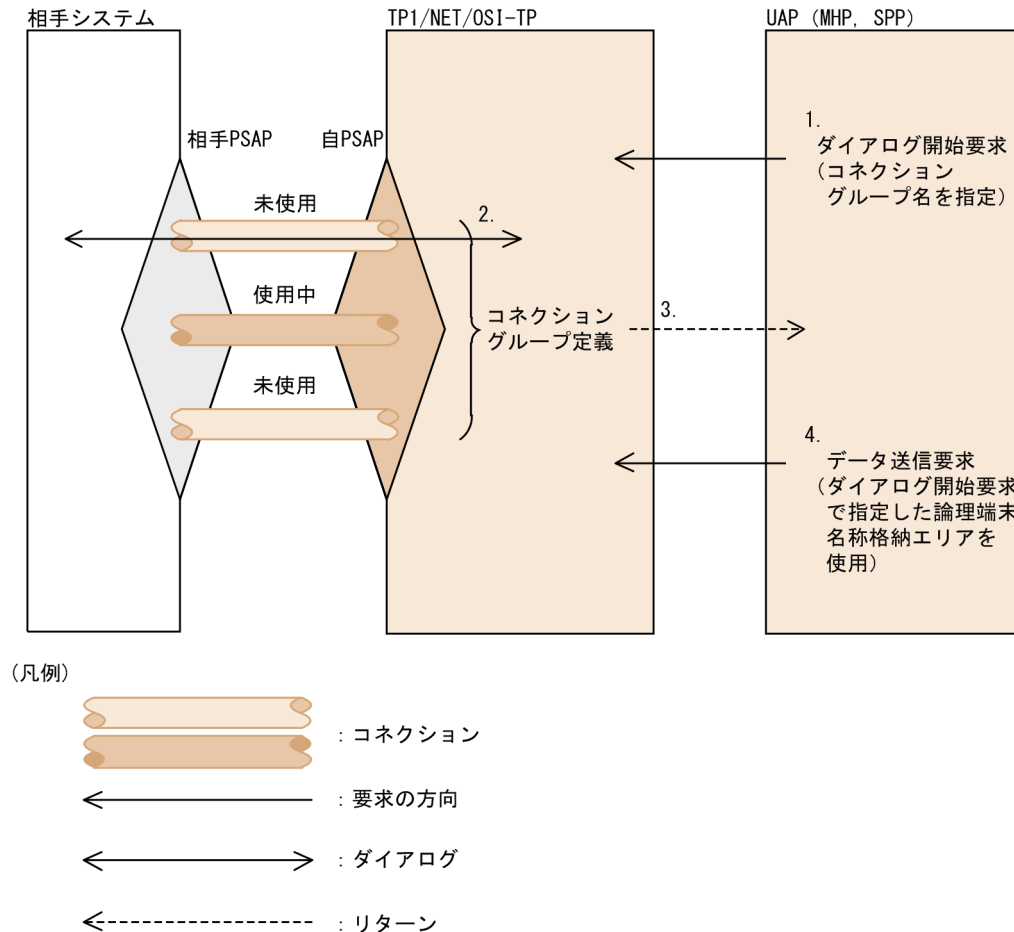 相手システム
TP1/NET/OSI-TP
UAP (MHP, SPP)
相手PSAP
自PSAP
1.
ダイアログ開始要求
(コネクション
グループ名を指定)
未使用
2.
使用中
コネクション
グループ定義
3.
未使用
4.
データ送信要求
(ダイアログ開始要求
で指定した論理端末
名称格納エリアを
使用)
(凡例)
:コネクション
:要求の方向
:ダイアログ
:リターン